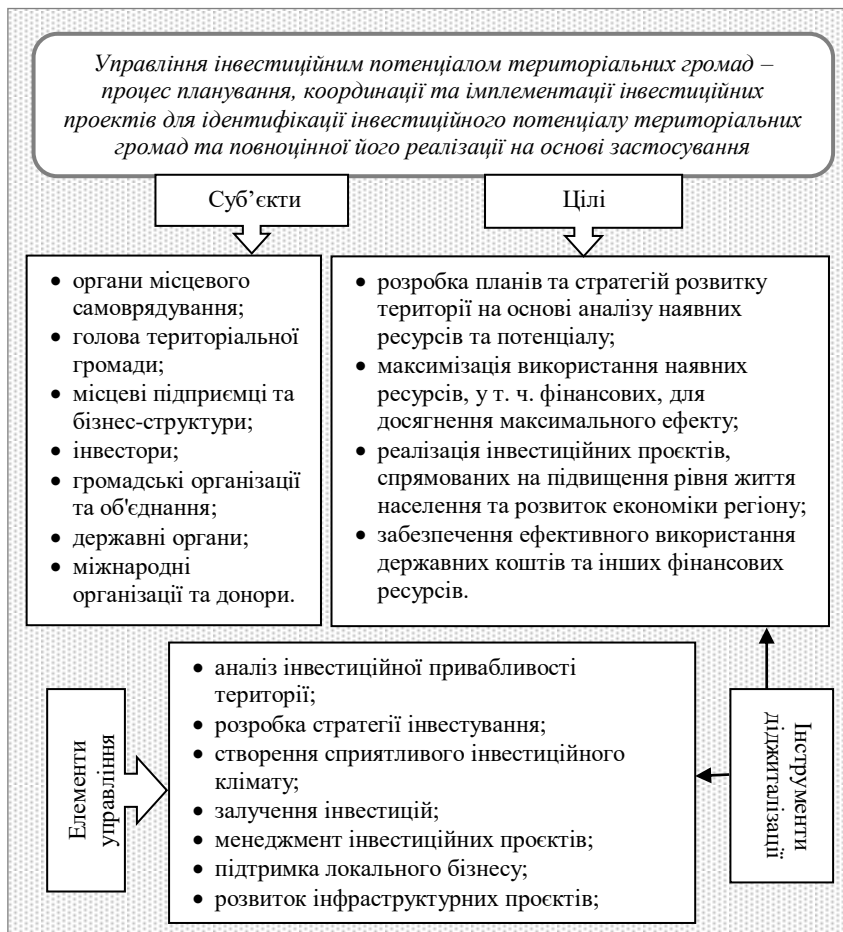 Управління інвестиційним потенціалом територіальних громад –
процес планування, координації та імплементації інвестиційних
проектів для ідентифікації інвестиційного потенціалу територіальних
громад та повноцінної його реалізації на основі застосування
Суб’єкти
Цілі
• органи місцевого
самоврядування;
• голова територіальної
громади;
• місцеві підприємці та
бізнес-структури;
• інвестори;
• громадські організації
та об'єднання;
• державні органи;
• міжнародні
організації та донори.
• розробка планів та стратегій розвитку
території на основі аналізу наявних
ресурсів та потенціалу;
• максимізація використання наявних
ресурсів, у т. ч. фінансових, для
досягнення максимального ефекту;
• реалізація інвестиційних проєктів,
спрямованих на підвищення рівня життя
населення та розвиток економіки регіону;
• забезпечення ефективного використання
державних коштів та інших фінансових
ресурсів.
Елементи
управління
• аналіз інвестиційної привабливості
території;
• розробка стратегії інвестування;
• створення сприятливого інвестиційного
клімату;
• залучення інвестицій;
• менеджмент інвестиційних проєктів;
• підтримка локального бізнесу;
• розвиток інфраструктурних проєктів;
Інструменти
діджиталізації